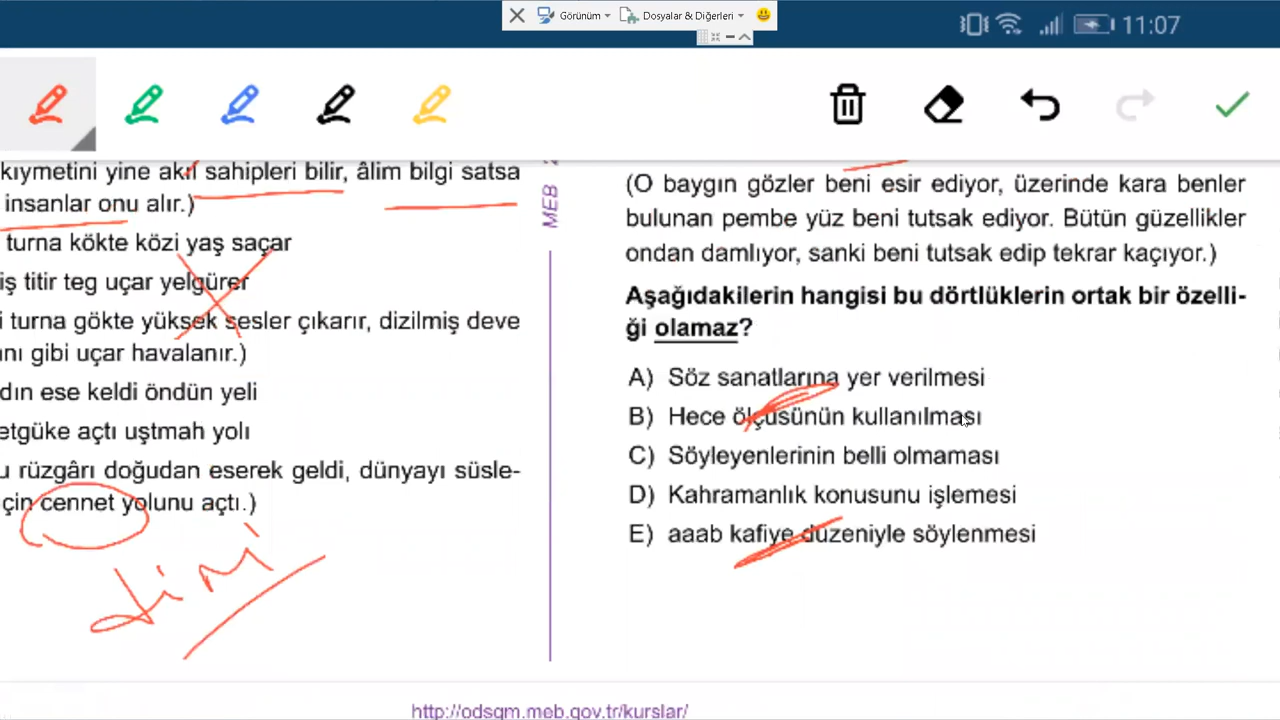 Görünüm
Dosyalar & Diğerleri
11:07
kıymetini yine akıl sahipleri bilir, âlim bilgi satsa
insanlar onu alır.)
turna kökte közi yaş saçar
iş titir teg uçar yelgürer
i turna gökte yüksek sesler çıkarır, dizilmiş deve
anı gibi uçar havalanır.)
dın ese keldi öndün yeli
etgüke açtı uştmah yolı
u rüzgârı doğudan eserek geldi, dünyayı süsle-
çin cennet yolunu açtı.)
dini
MEB 2
(O baygın gözler beni esir ediyor, üzerinde kara benler
bulunan pembe yüz beni tutsak ediyor. Bütün güzellikler
ondan damlıyor, sanki beni tutsak edip tekrar kaçıyor.)
Aşağıdakilerin hangisi bu dörtlüklerin ortak bir özelli-
ği olamaz?
A) Söz sanatlarına yer verilmesi
B) Hece ölçüsünün kullanılması
C) Söyleyenlerinin belli olmaması
D) Kahramanlık konusunu işlemesi
E) aaab kafiye düzeniyle söylenmesi
http://odsgm.meb.gov.tr/kurslar/